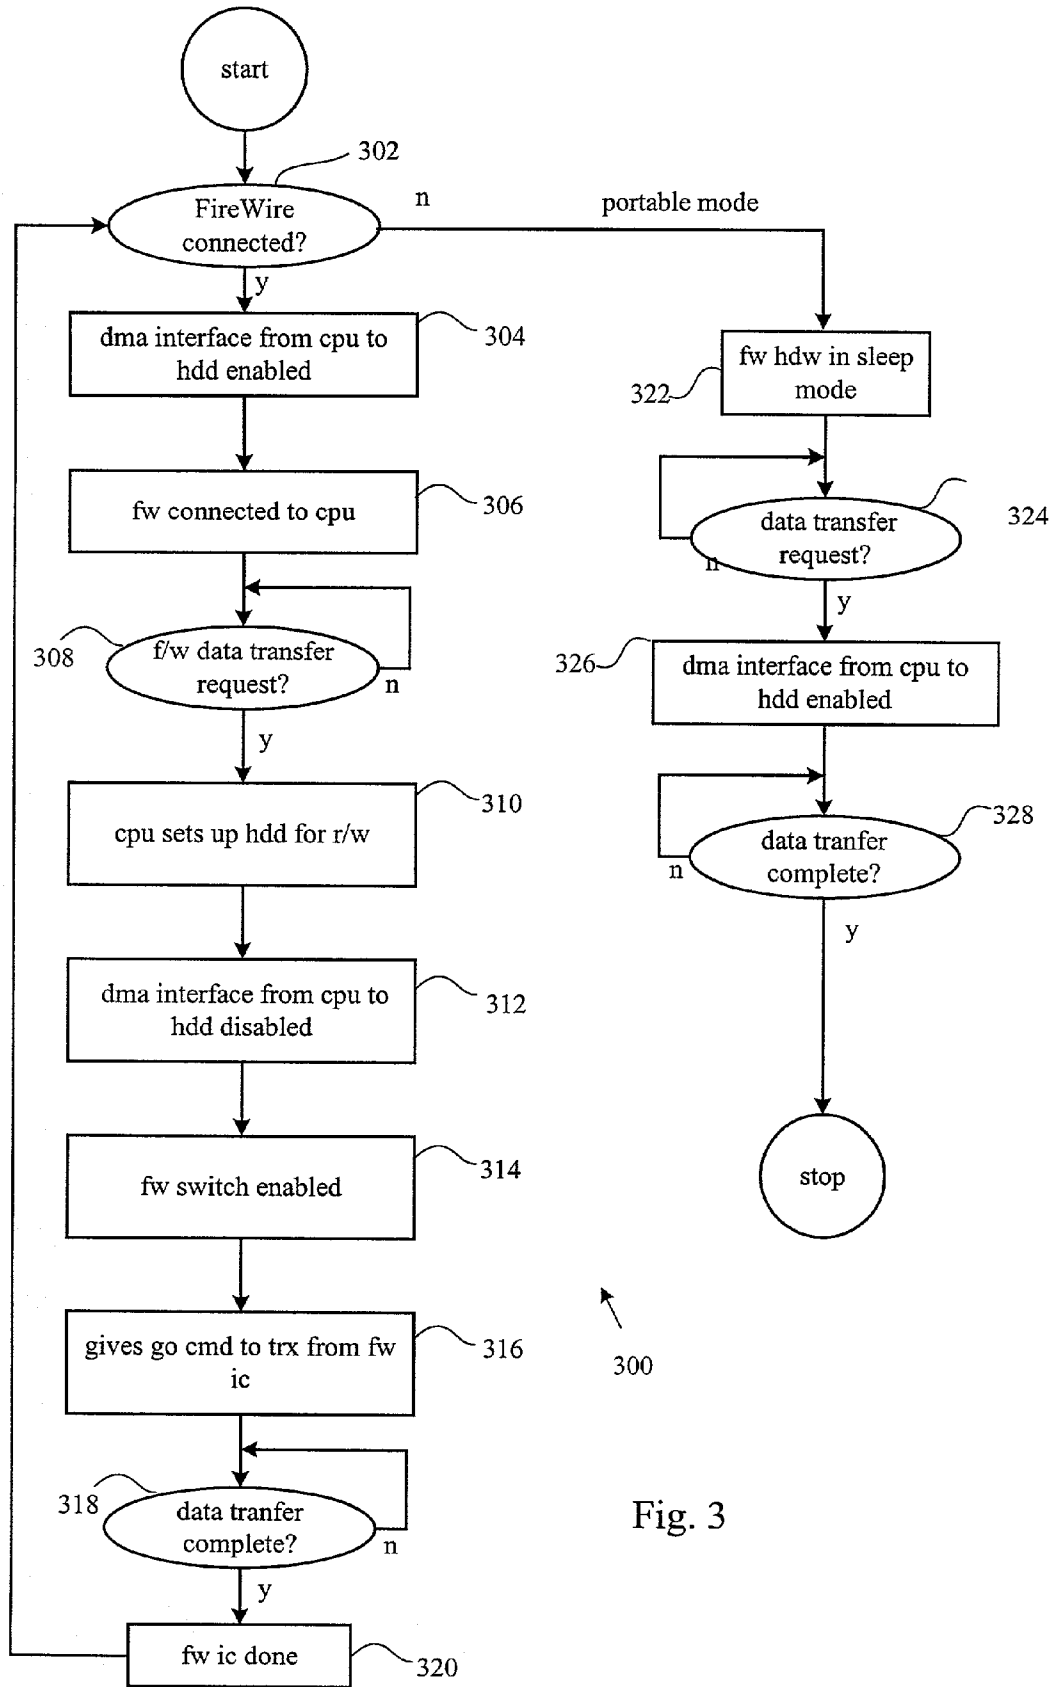 start
302
FireWire
connected?
n
portable mode
y
dma interface from cpu to
hdd enabled
304
fw hdw in sleep
mode
322
fw connected to cpu
306
data transfer
request?
324
n
y
f/w data transfer
request?
308
n
y
dma interface from cpu to
hdd enabled
326
cpu sets up hdd for r/w
310
data tranfer
complete?
328
n
y
dma interface from cpu to
hdd disabled
312
fw switch enabled
314
stop
gives go cmd to trx from fw
ic
316
300
data tranfer
complete?
318
n
y
Fig. 3
fw ic done
320